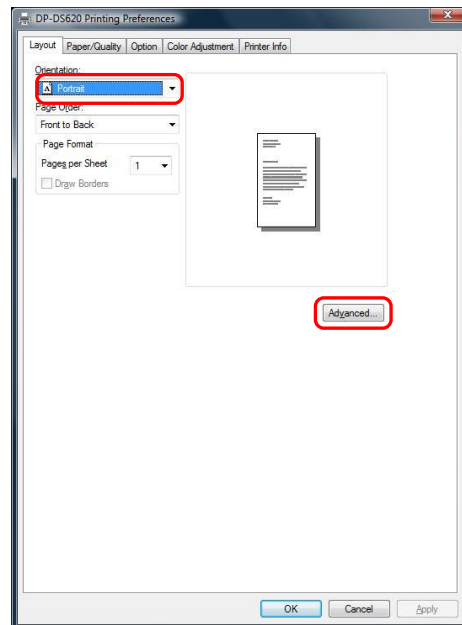 DP-DS620 Printing Preferences
Layout Paper/Quality Option Color Adjustment Printer Info
Orientation:
A Portrait
Page Order:
Front to Back
Page Format
Pages per Sheet 1
Draw Borders
Advanced...
OK Cancel Apply